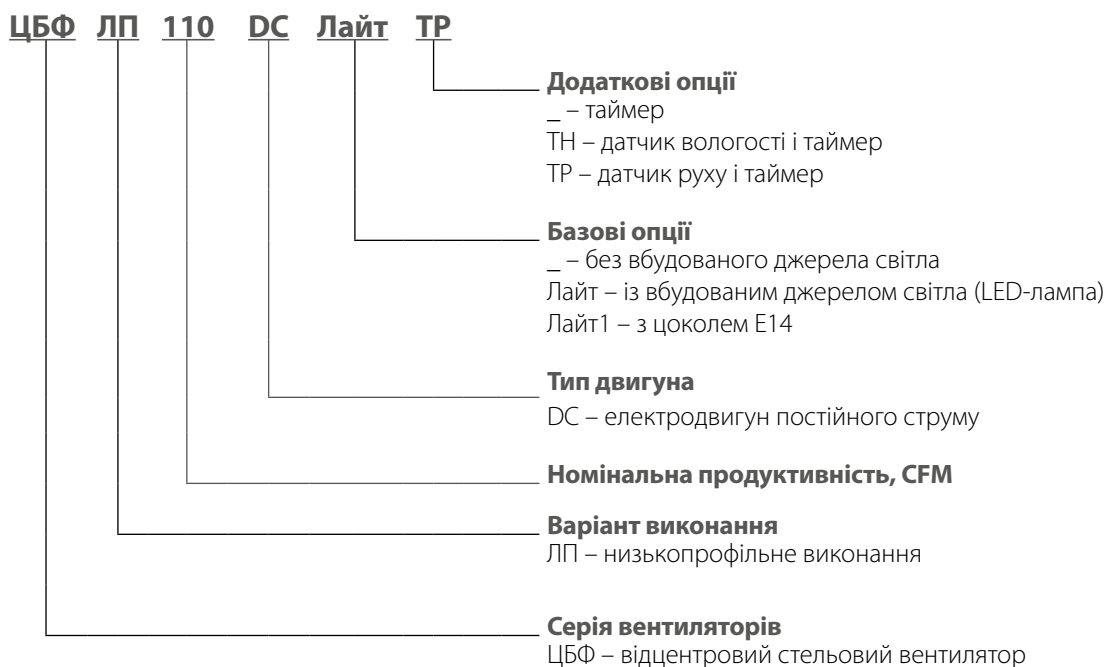 ЦБФ ЛП 110 DC Лайт ТР
Додаткові опції
_ – таймер
ТН – датчик вологості і таймер
ТР – датчик руху і таймер
Базові опції
_ – без вбудованого джерела світла
Лайт – із вбудованим джерелом світла (LED-лампа)
Лайт1 – з цоколем Е14
Тип двигуна
DC – електродвигун постійного струму
Номінальна продуктивність, CFM
Варіант виконання
ЛП – низькопрофільне виконання
Серія вентиляторів
ЦБФ – відцентровий стельовий вентилятор